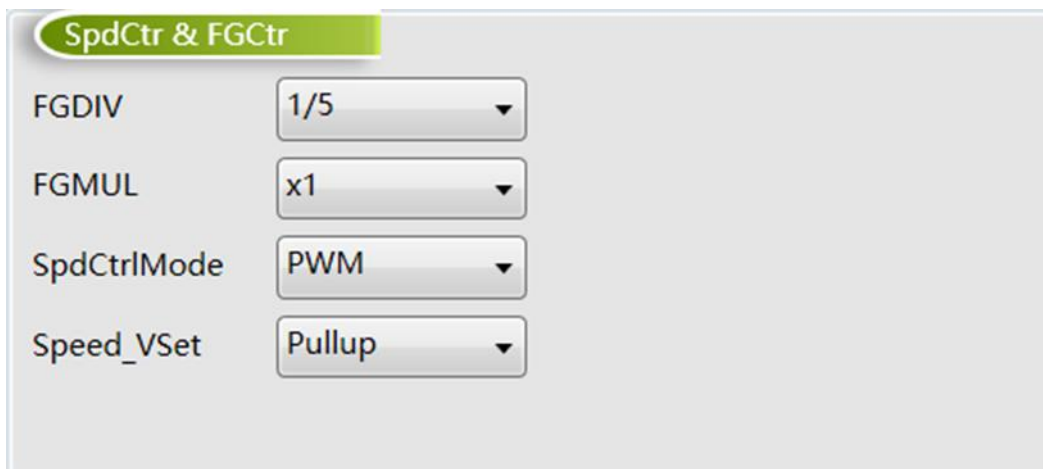 SpdCtr & FGCtr
FGDIV 1/5
FGMUL x1
SpdCtrlMode PWM
Speed_VSet Pullup